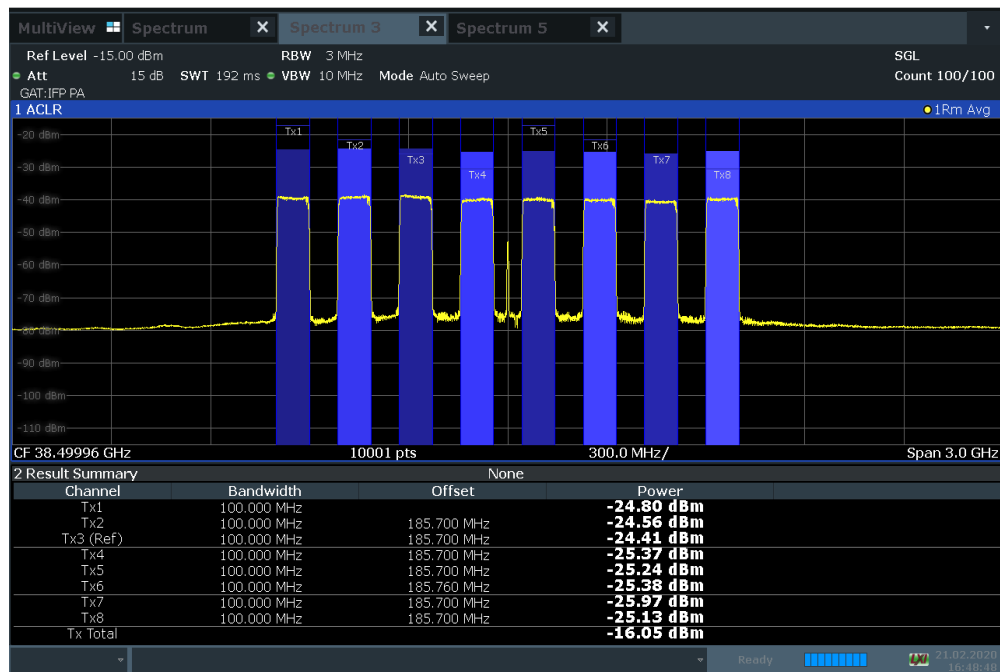 MultiView Spectrum X Spectrum 3 X Spectrum 5 X
Ref Level -15.00 dBm RBW 3 MHz SGL
Att 15 dB SWT 192 ms VBW 10 MHz Mode Auto Sweep Count 100/100
GAT:IFP PA
1 ACLR 1Rm Avg
-20 dBm
Tx1 Tx5
Tx2 Tx6
Tx3 Tx7
-30 dBm
Tx4 Tx8
-40 dBm
-50 dBm
-60 dBm
-70 dBm
-80 dBm
-90 dBm
-100 dBm
-110 dBm
CF 38.49996 GHz 10001 pts 300.0 MHz/ Span 3.0 GHz
2 Result Summary None
Channel Bandwidth Offset Power
Tx1 100.000 MHz -24.80 dBm
Tx2 100.000 MHz 185.700 MHz -24.56 dBm
Tx3 (Ref) 100.000 MHz 185.700 MHz -24.41 dBm
Tx4 100.000 MHz 185.700 MHz -25.37 dBm
Tx5 100.000 MHz 185.700 MHz -25.24 dBm
Tx6 100.000 MHz 185.760 MHz -25.38 dBm
Tx7 100.000 MHz 185.700 MHz -25.97 dBm
Tx8 100.000 MHz 185.700 MHz -25.13 dBm
Tx Total -16.05 dBm
Ready LXI 21.02.2020
16:48:48